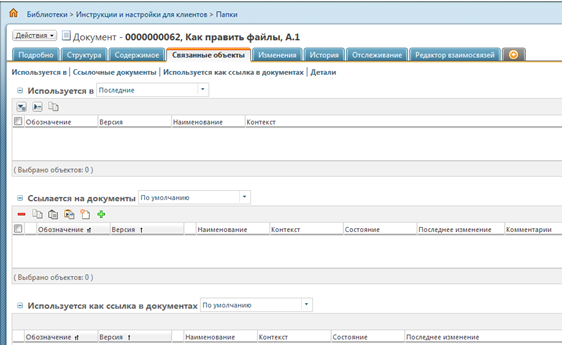 Библиотеки > Инструкции и настройки для клиентов > Папки
Действия Документ - 0000000062, Как править файлы, А.1
Подробно Структура Содержимое Связанные объекты Изменения История Отслеживание Редактор взаимосвязей
Используется в | Ссылочные документы | Используется как ссылка в документах | Детали
Используется в Последние
Обозначение Версия Наименование Контекст
( Выбрано объектов: 0 )
Ссылается на документы По умолчанию
Обозначение Версия Наименование Контекст Состояние Последнее изменение Комментарии
( Выбрано объектов: 0 )
Используется как ссылка в документах По умолчанию
Обозначение Версия Наименование Контекст Состояние Последнее изменение